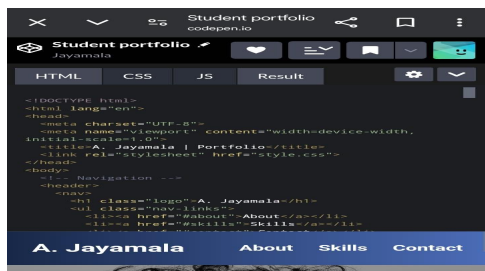 Student portfolio
codepen.io
Student portfolio
Jayamala
HTML CSS JS Result
<!DOCTYPE html>
<html lang="en">
<head>
<meta charset="UTF-8">
<meta name="viewport" content="width=device-width,
initial-scale=1.0">
<title>A. Jayamala | Portfolio</title>
<link rel="stylesheet" href="style.css">
</head>
<body>
<!-- Navigation -->
<header>
<nav>
<h1 class="logo">A. Jayamala</h1>
<ul class="nav-links">
<li><a href="#about">About</a></li>
<li><a href="#skills">Skills</a></li>
A. Jayamala About Skills Contact